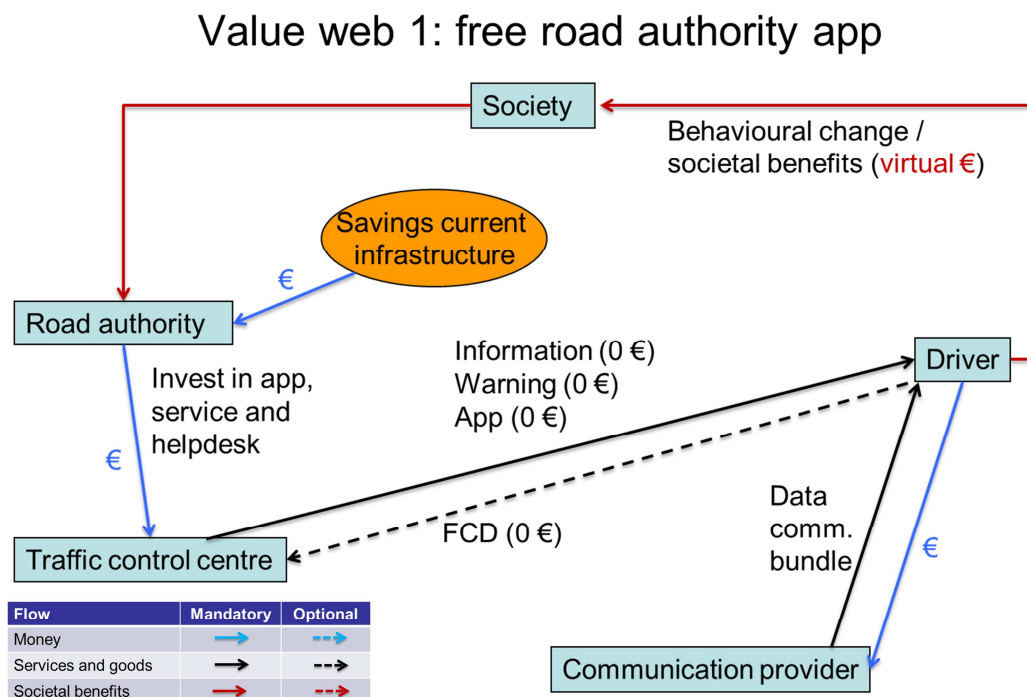 Value web 1: free road authority app
Society
Behavioural change /
societal benefits (virtual €)
Savings current
infrastructure
€
Road authority
Information (0 €)
Warning (0 €)
App (0 €)
Driver
Invest in app,
service and
helpdesk
€
Data
comm.
bundle
€
FCD (0 €)
Traffic control centre
Flow Mandatory Optional
Money
Services and goods
Societal benefits
Communication provider